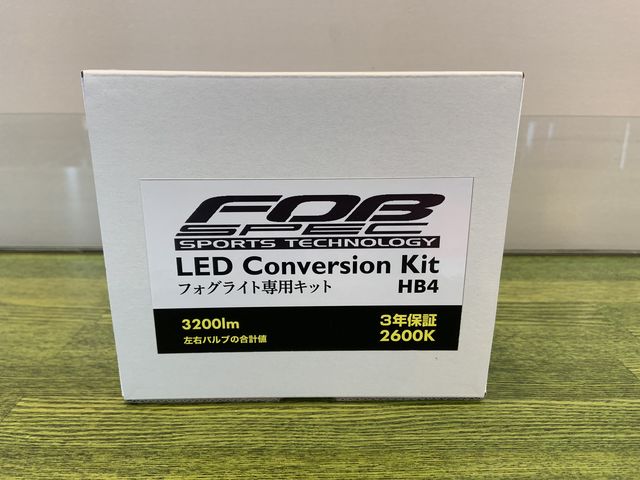 FOB
SPEC
SPORTS TECHNOLOGY
LED Conversion Kit
フォグライト専用キット HB4
3200lm 3年保証
左右バルブの合計値 2600K